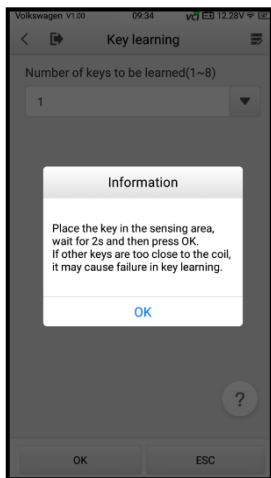 Volkswagen V1.00 09:34 VCI 12.28V
Key learning
Number of keys to be learned(1~8)
1
Information
Place the key in the sensing area,
wait for 2s and then press OK.
If other keys are too close to the coil,
it may cause failure in key learning.
OK
?
OK ESC